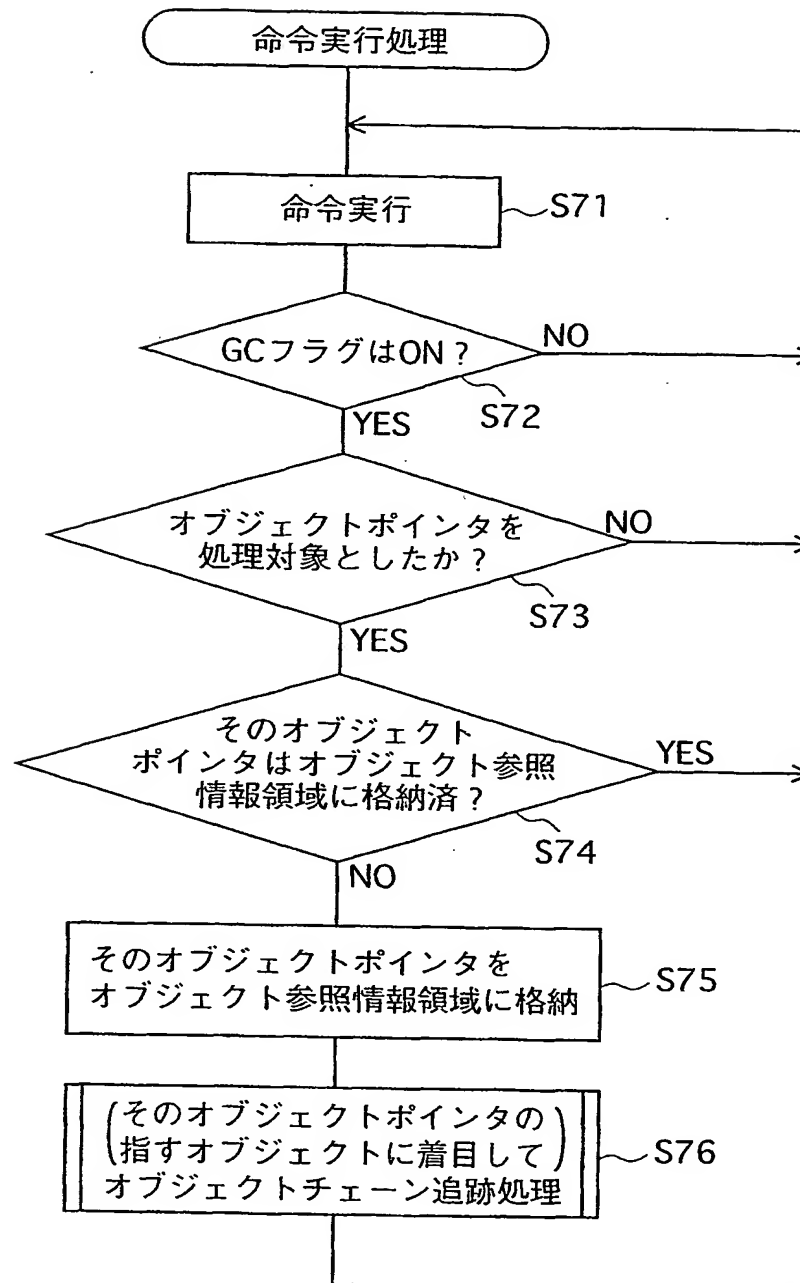 命令実行処理
命令実行
S71
GCフラグはON？
NO
S72
YES
オブジェクトポインタを
処理対象としたか？
NO
S73
YES
そのオブジェクト
ポインタはオブジェクト参照
情報領域に格納済？
YES
S74
NO
そのオブジェクトポインタを
オブジェクト参照情報領域に格納
S75
(そのオブジェクトポインタの
指すオブジェクトに着目して)
オブジェクトチェーン追跡処理
S76